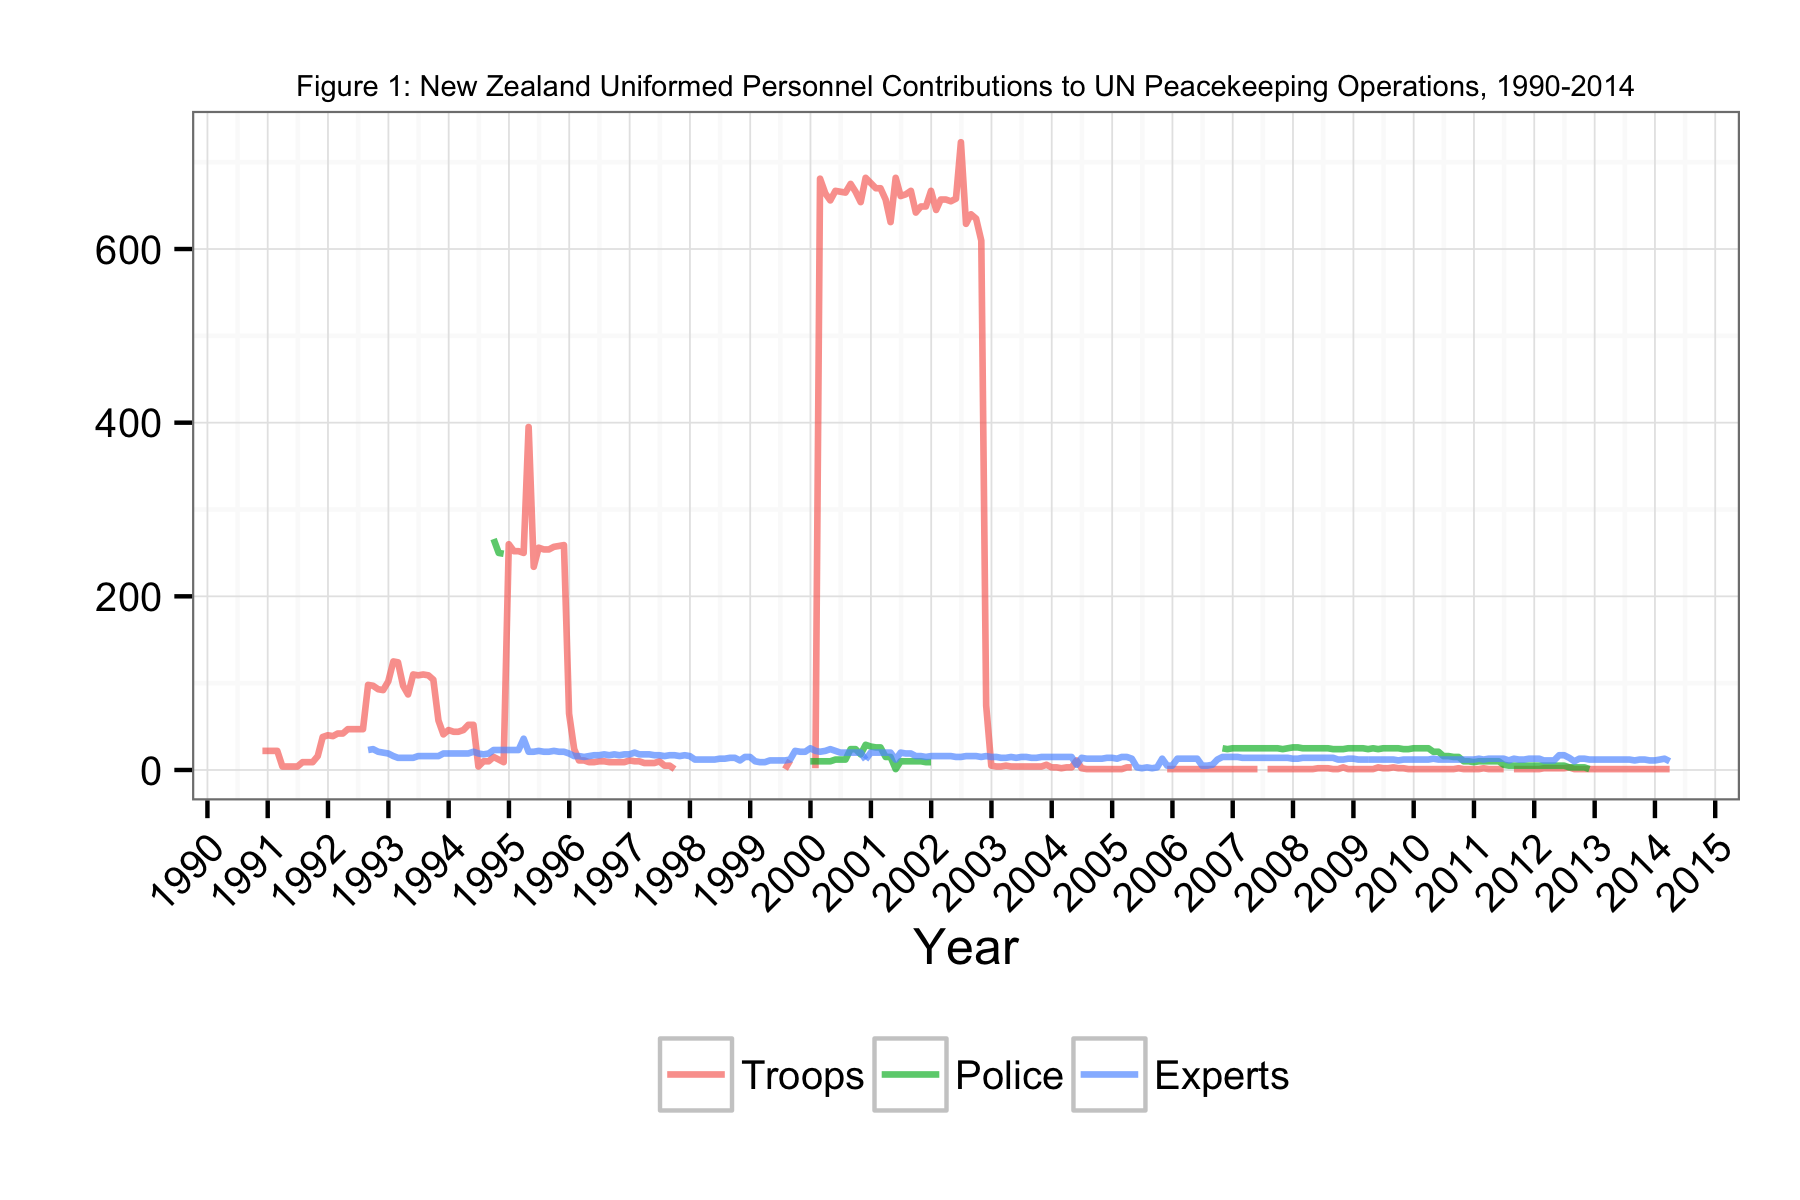 Figure 1: New Zealand Uniformed Personnel Contributions to UN Peacekeeping Operations, 1990-2014
600
400
200
0
1990 1991 1992 1993 1994 1995 1996 1997 1998 1999 2000 2001 2002 2003 2004 2005 2006 2007 2008 2009 2010 2011 2012 2013 2014 2015
Year
Troops Police Experts